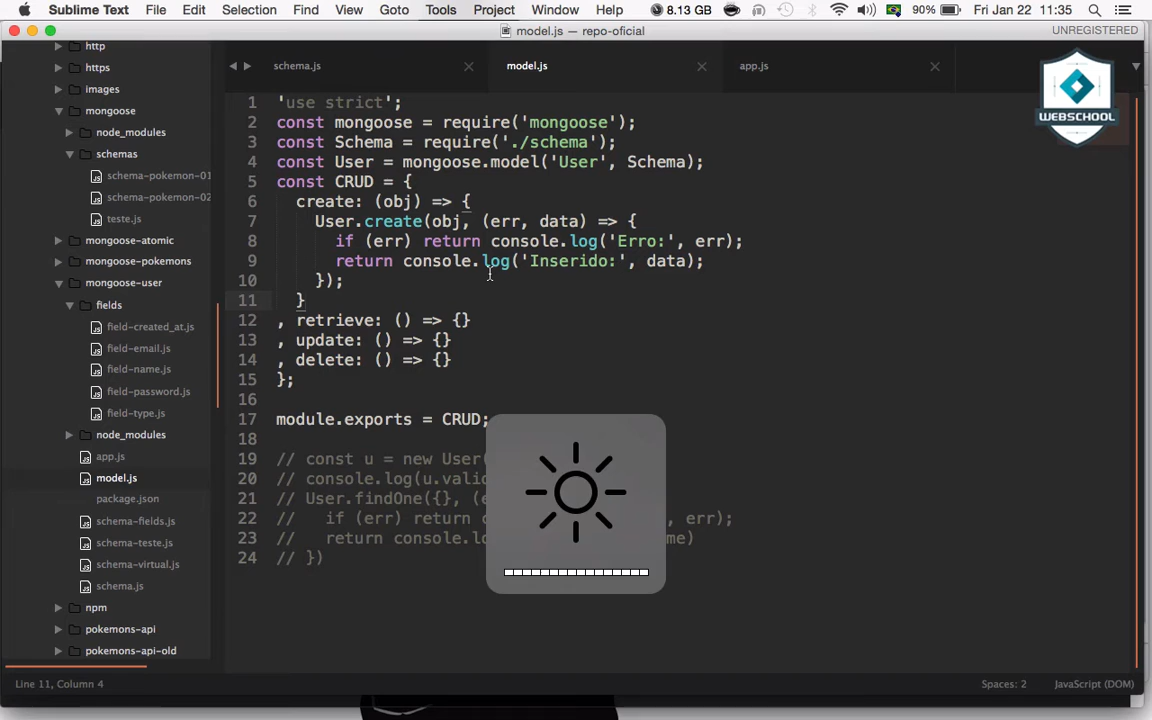 Sublime Text File Edit Selection Find View Goto Tools Project Window Help 8.13 GB 90% Fri Jan 22 11:35
model.js — repo-oficial UNREGISTERED
http
https
images
mongoose
node_modules
schemas
schema-pokemon-01
schema-pokemon-02
teste.js
mongoose-atomic
mongoose-pokemons
mongoose-user
fields
field-created_at.js
field-email.js
field-name.js
field-password.js
field-type.js
node_modules
app.js
model.js
package.json
schema-fields.js
schema-teste.js
schema-virtual.js
schema.js
npm
pokemons-api
pokemons-api-old
schema.js model.js app.js
WEBSCHOOL
1 'use strict';
2 const mongoose = require('mongoose');
3 const Schema = require('./schema');
4 const User = mongoose.model('User', Schema);
5 const CRUD = {
6 create: (obj) => {
7 User.create(obj, (err, data) => {
8 if (err) return console.log('Erro:', err);
9 return console.log('Inserido:', data);
10 });
11 }
12 , retrieve: () => {}
13 , update: () => {}
14 , delete: () => {}
15 };
16
17 module.exports = CRUD;
18
19 // const u = new User(
20 // console.log(u.vali
21 // User.findOne({}, (e
22 // if (err) return c , err);
23 // return console.lo me)
24 // })
Line 11, Column 4 Spaces: 2 JavaScript (DOM)